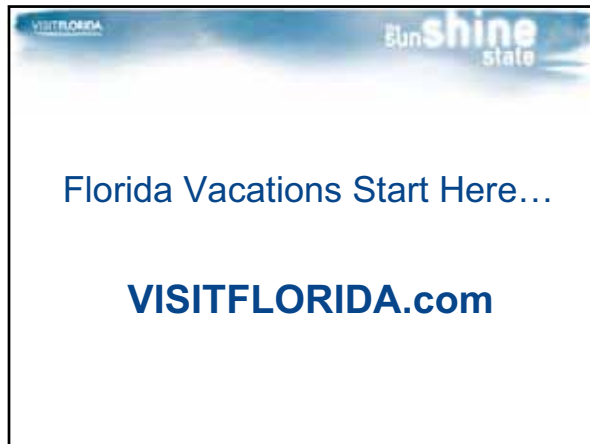 VISITFLORIDA
sunshine
state
Florida Vacations Start Here…
VISITFLORIDA.com